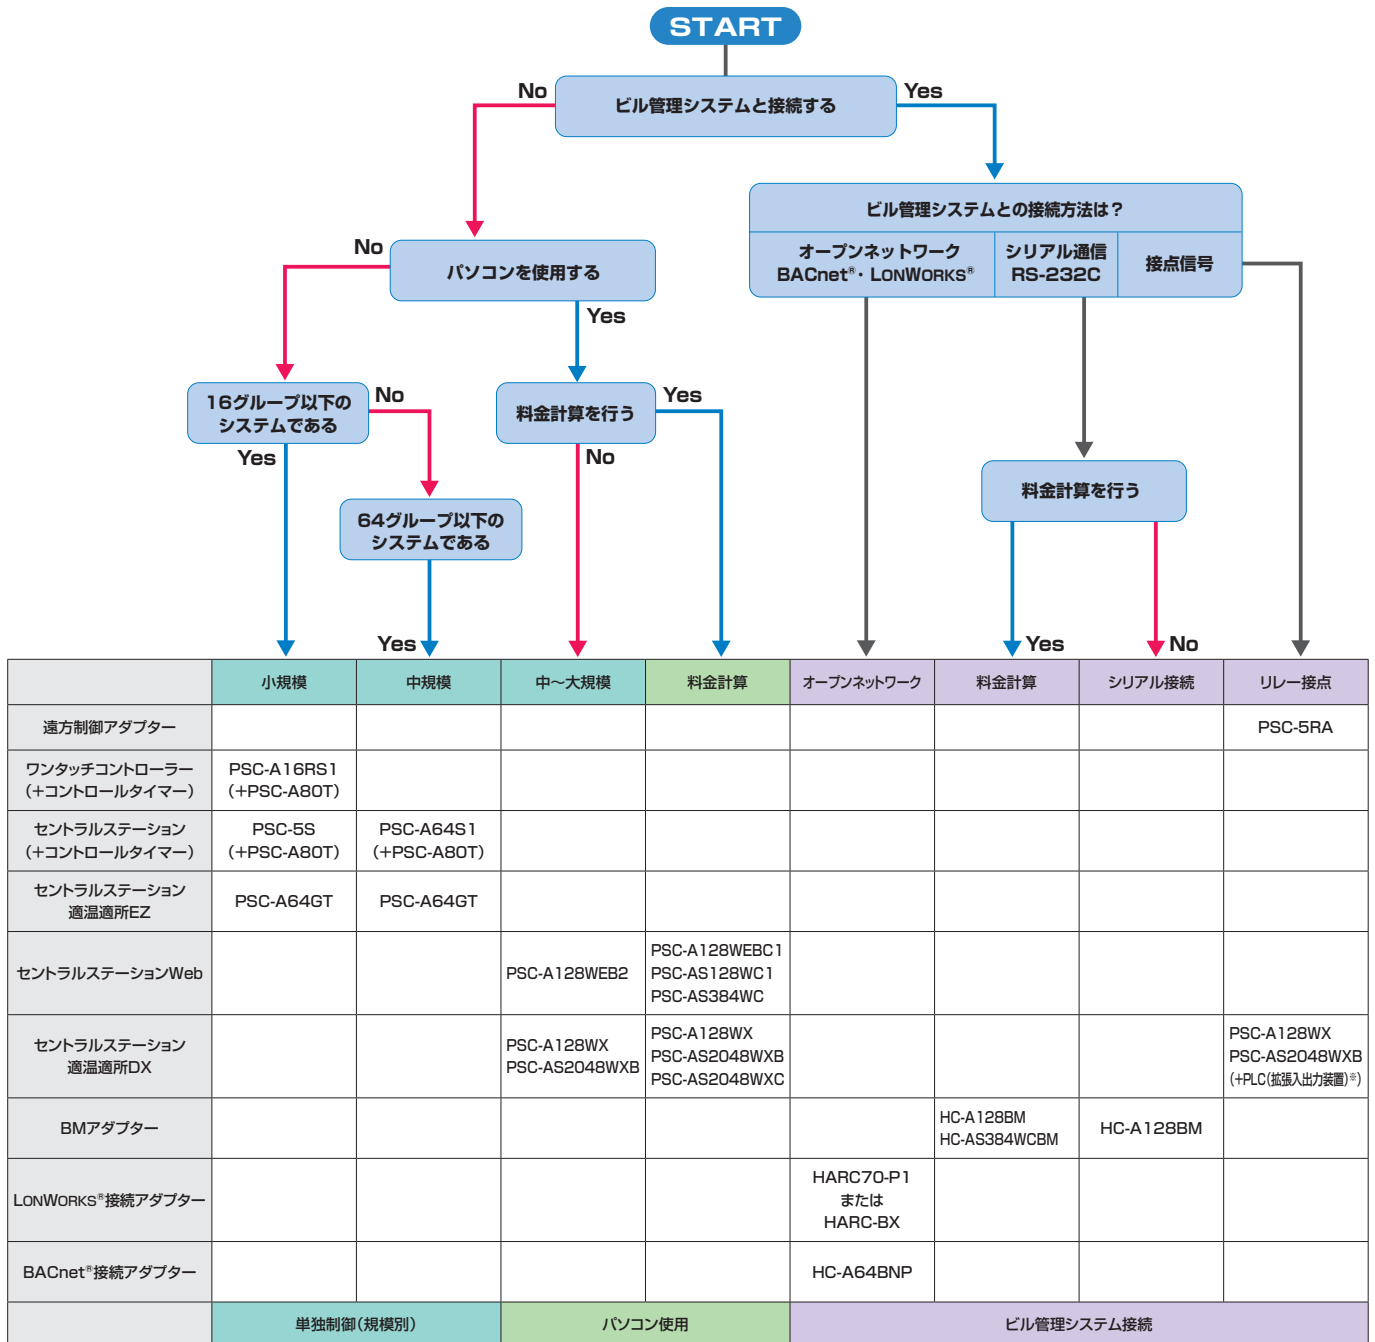 START
No
Yes
ビル管理システムと接続する
ビル管理システムとの接続方法は？
オープンネットワーク
BACnet®・LONWORKS®
シリアル通信
RS-232C
接点信号
No
パソコンを使用する
Yes
16グループ以下の
システムである
No
Yes
料金計算を行う
Yes
No
料金計算を行う
64グループ以下の
システムである
Yes
Yes
No
小規模
中規模
中～大規模
料金計算
オープンネットワーク
料金計算
シリアル接続
リレー接点
遠方制御アダプター
PSC-5RA
ワンタッチコントローラー
（＋コントロールタイマー）
PSC-A16RS1
（+PSC-A80T）
セントラルステーション
（＋コントロールタイマー）
PSC-5S
（+PSC-A80T）
PSC-A64S1
（+PSC-A80T）
セントラルステーション
適温適所EZ
PSC-A64GT
PSC-A64GT
セントラルステーションWeb
PSC-A128WEB2
PSC-A128WEBC1
PSC-AS128WC1
PSC-AS384WC
セントラルステーション
適温適所DX
PSC-A128WX
PSC-AS2048WXB
PSC-A128WX
PSC-AS2048WXB
PSC-AS2048WXC
PSC-A128WX
PSC-AS2048WXB
（+PLC（拡張入出力装置）※）
BMアダプター
HC-A128BM
HC-AS384WCBM
HC-A128BM
LONWORKS®接続アダプター
HARC70-P1
または
HARC-BX
BACnet®接続アダプター
HC-A64BNP
単独制御（規模別）
パソコン使用
ビル管理システム接続